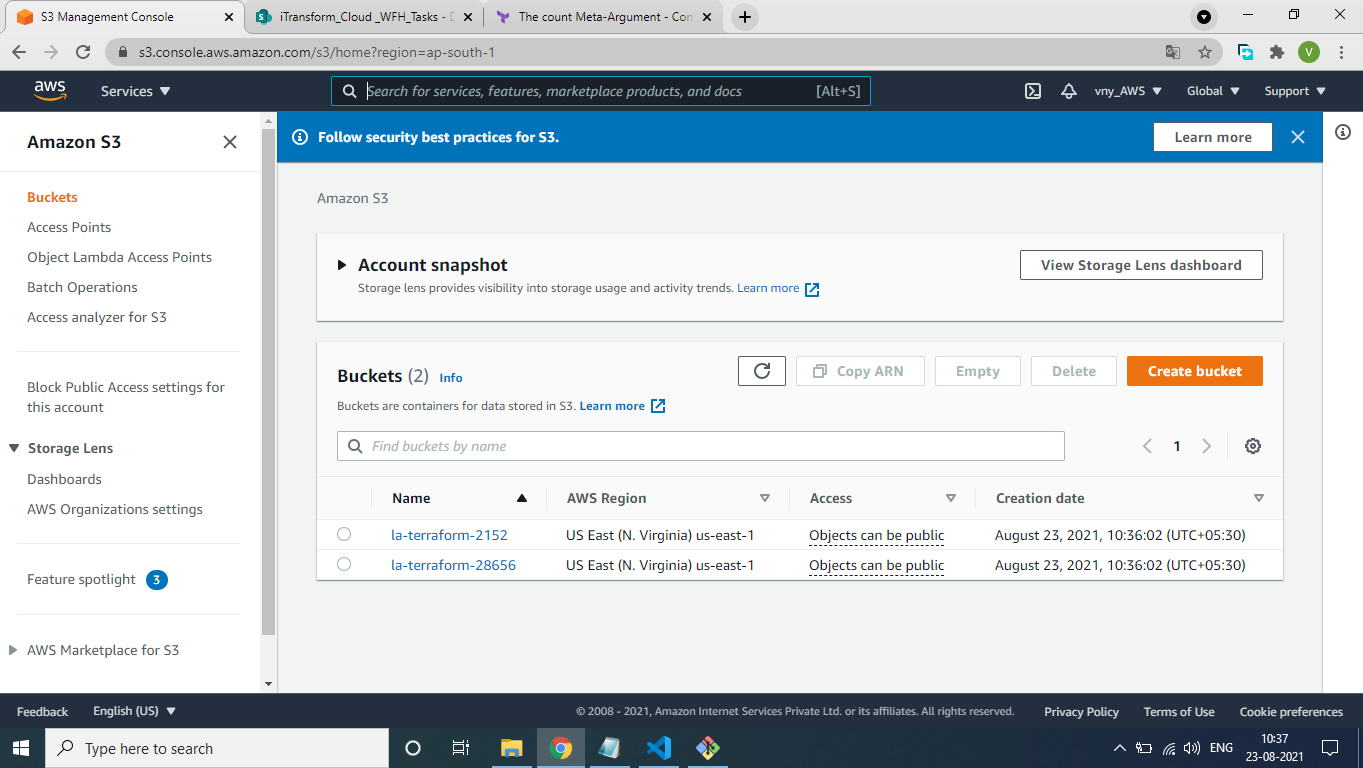 S3 Management Console
iTransform_Cloud _WFH_Tasks - D
The count Meta-Argument - Con
s3.console.aws.amazon.com/s3/home?region=ap-south-1
V
aws
Services
Search for services, features, marketplace products, and docs
[Alt+S]
vny_AWS
Global
Support
Amazon S3
Buckets
Access Points
Object Lambda Access Points
Batch Operations
Access analyzer for S3
Block Public Access settings for
this account
Storage Lens
Dashboards
AWS Organizations settings
Feature spotlight 3
AWS Marketplace for S3
Follow security best practices for S3.
Learn more
Amazon S3
Account snapshot
View Storage Lens dashboard
Storage lens provides visibility into storage usage and activity trends. Learn more
Buckets (2) Info
Copy ARN
Empty
Delete
Create bucket
Buckets are containers for data stored in S3. Learn more
Find buckets by name
1
Name AWS Region Access Creation date
la-terraform-2152 US East (N. Virginia) us-east-1 Objects can be public August 23, 2021, 10:36:02 (UTC+05:30)
la-terraform-28656 US East (N. Virginia) us-east-1 Objects can be public August 23, 2021, 10:36:02 (UTC+05:30)
Feedback
English (US)
© 2008 - 2021, Amazon Internet Services Private Ltd. or its affiliates. All rights reserved.
Privacy Policy
Terms of Use
Cookie preferences
Type here to search
ENG
10:37
23-08-2021